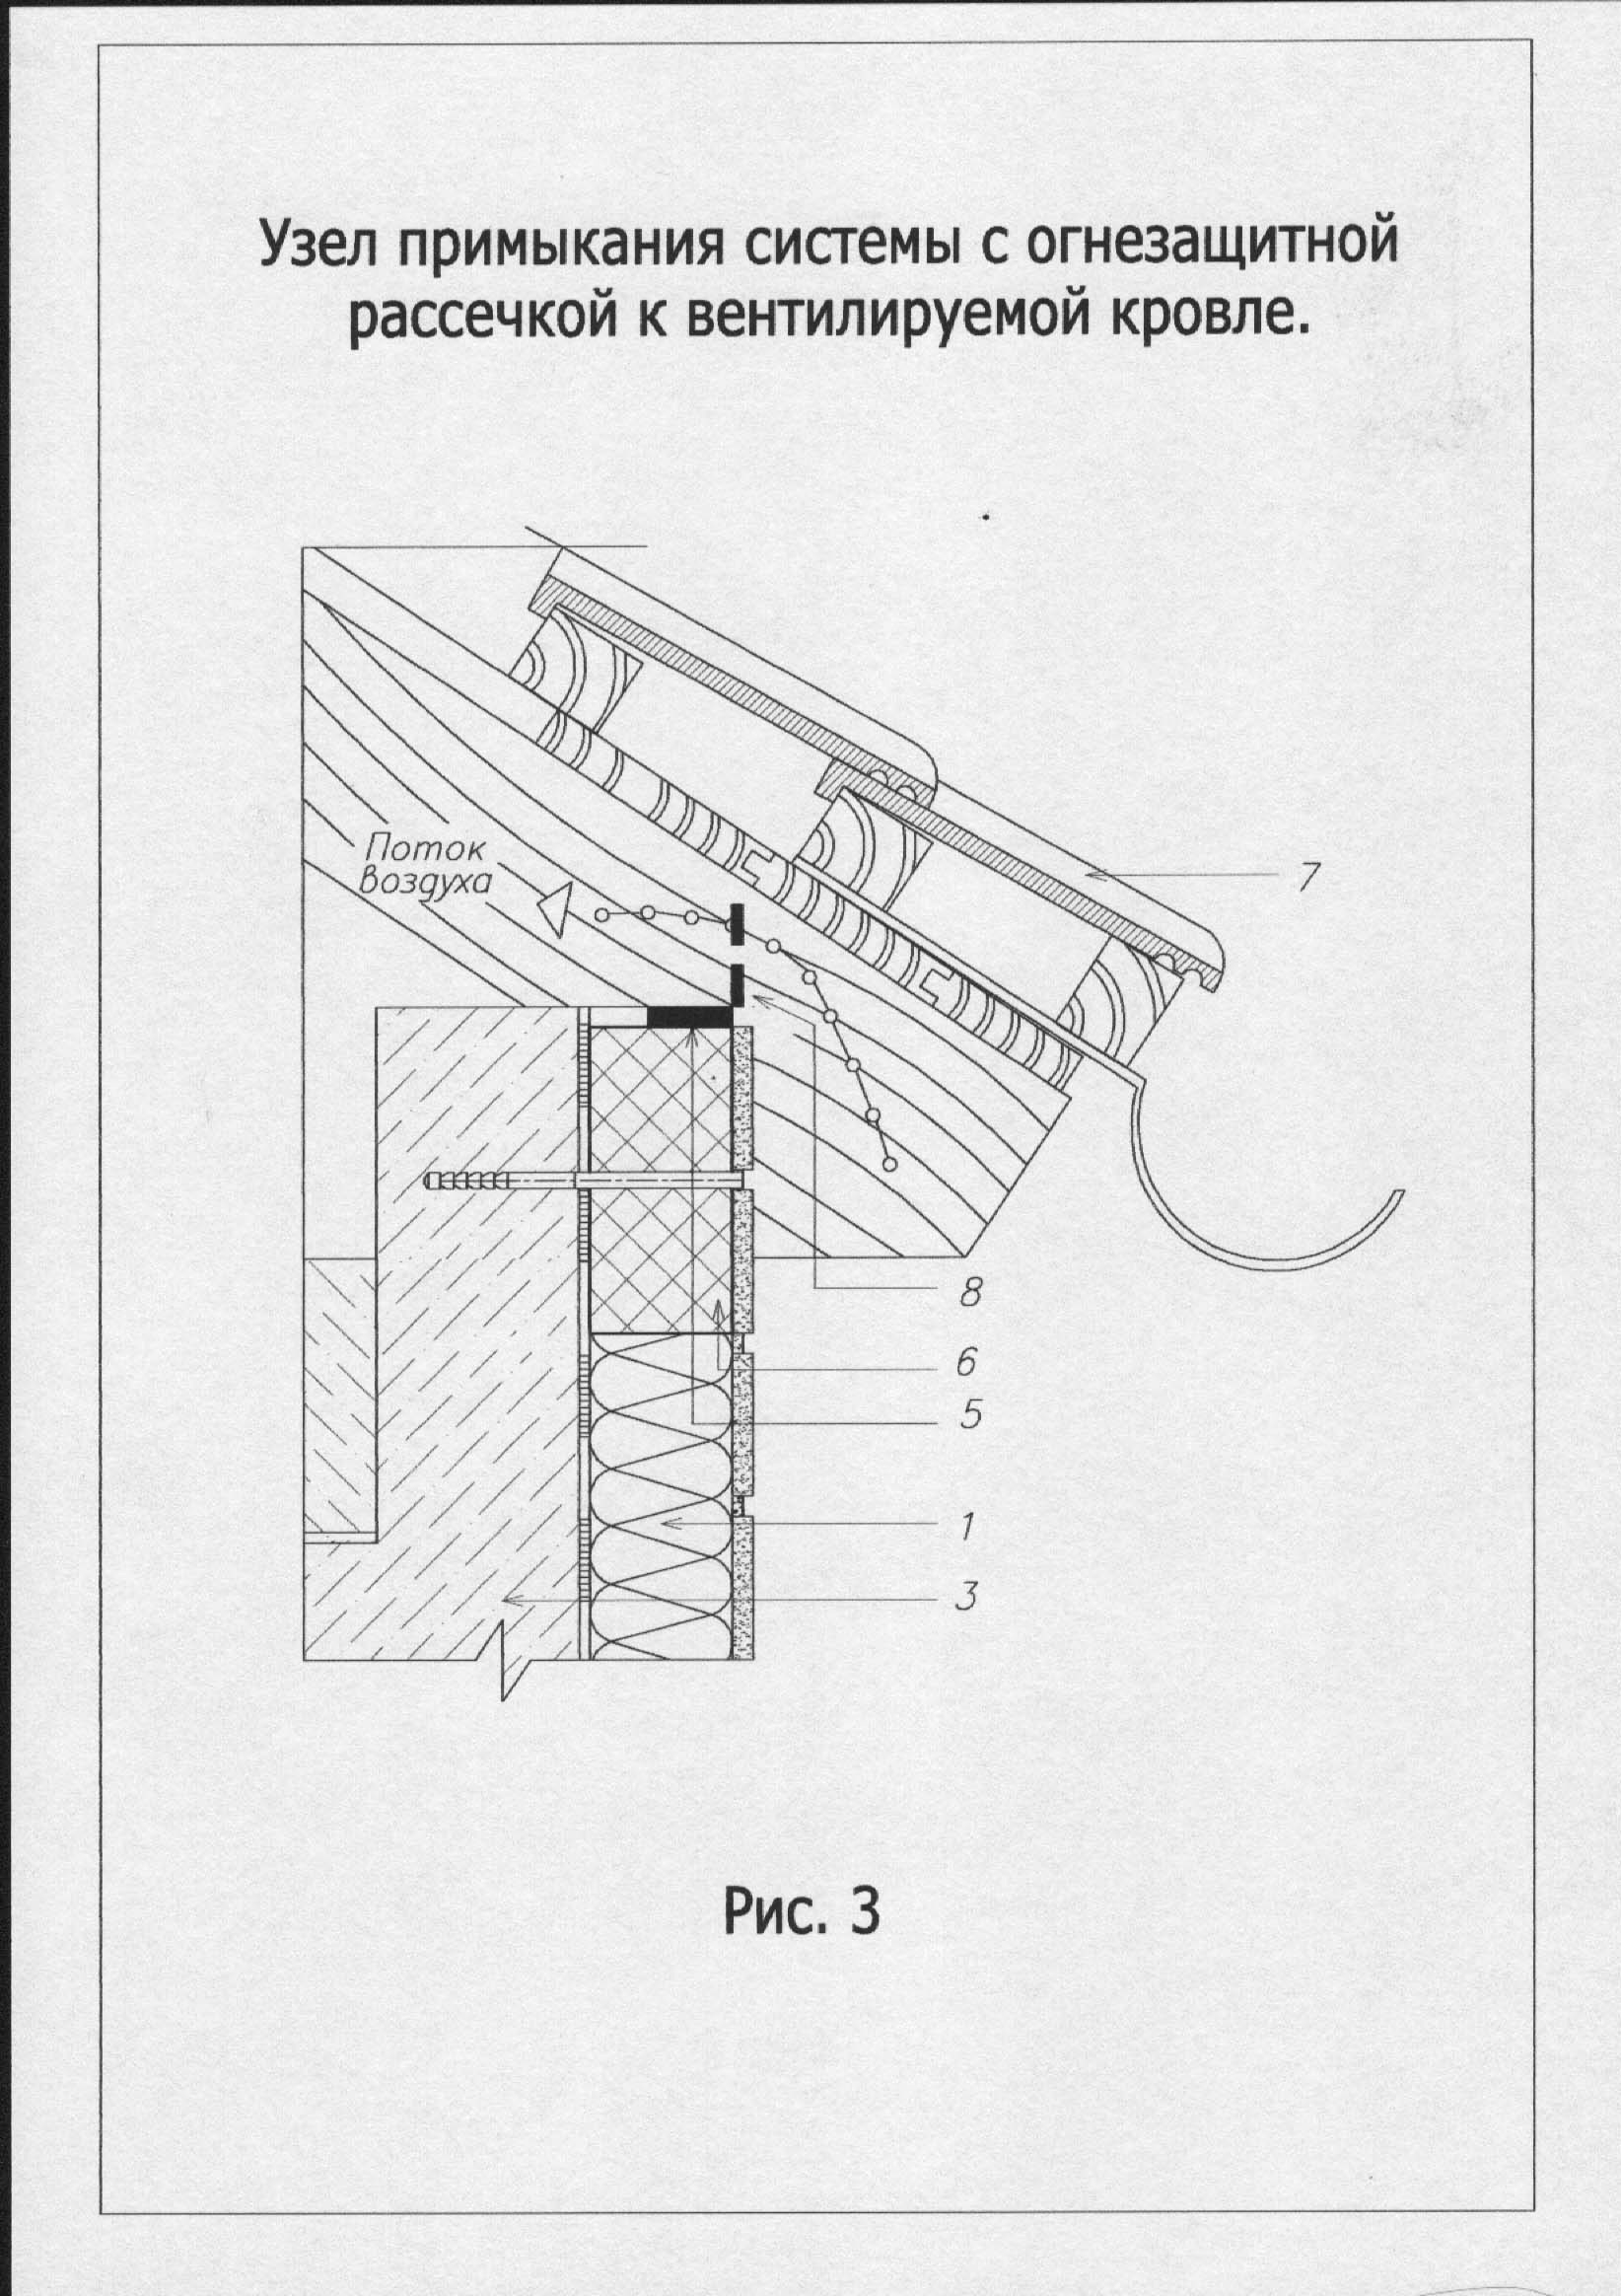 Узел примыкания системы с огнезащитной
рассечкой к вентилируемой кровле.
Поток
воздуха
7
8
6
5
1
3
Рис. 3